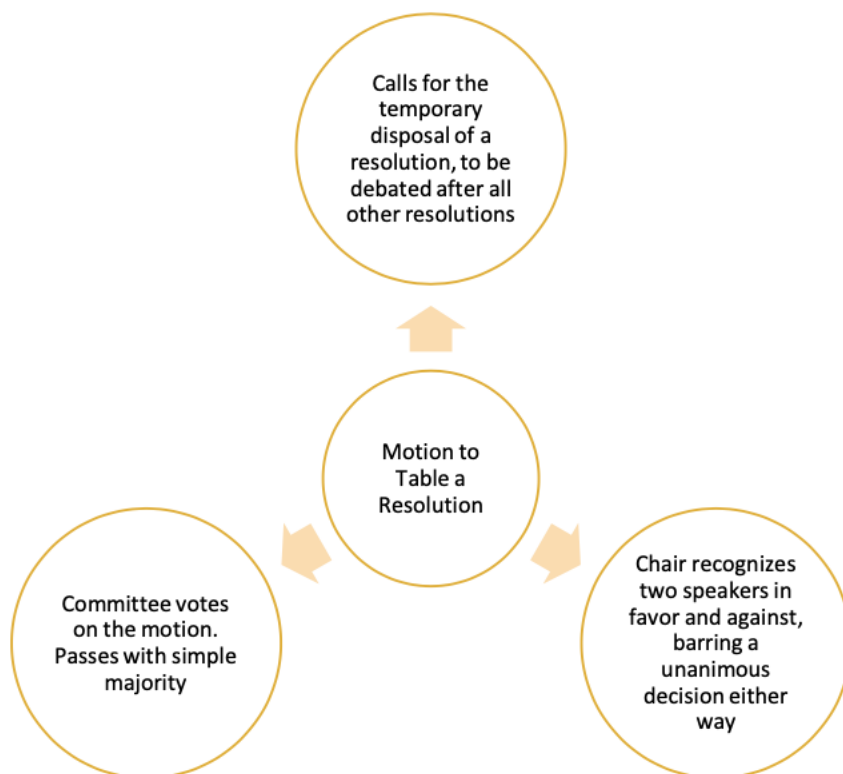 Calls for the
temporary
disposal of a
resolution, to be
debated after all
other resolutions
Motion to
Table a
Resolution
Committee votes
on the motion.
Passes with simple
majority
Chair recognizes
two speakers in
favor and against,
barring a
unanimous
decision either
way